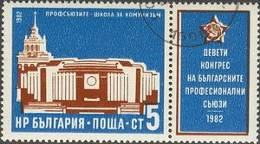 ПРОФСЪЮЗИТЕ - ШКОЛА ЗА КОМУНИЗЪМ
1982
НР БЪЛГАРИЯ · ПОЩА · СТ 5
ДЕВЕТИ
КОНГРЕС
НА БЪЛГАРСКИТЕ
ПРОФЕСИОНАЛНИ
СЪЮЗИ
1982